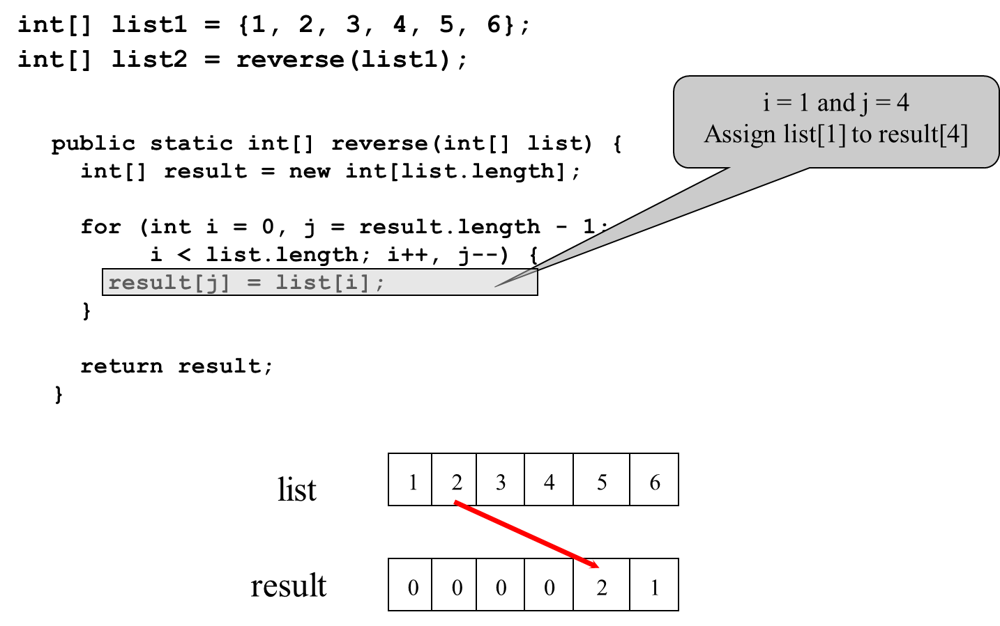 int[] list1 = {1, 2, 3, 4, 5, 6};
int[] list2 = reverse(list1);
i = 1 and j = 4
Assign list[1] to result[4]
public static int[] reverse(int[] list) {
int[] result = new int[list.length];
for (int i = 0, j = result.length - 1;
i < list.length; i++, j--) {
result[j] = list[i];
}
return result;
}
list 1 2 3 4 5 6
result 0 0 0 0 2 1